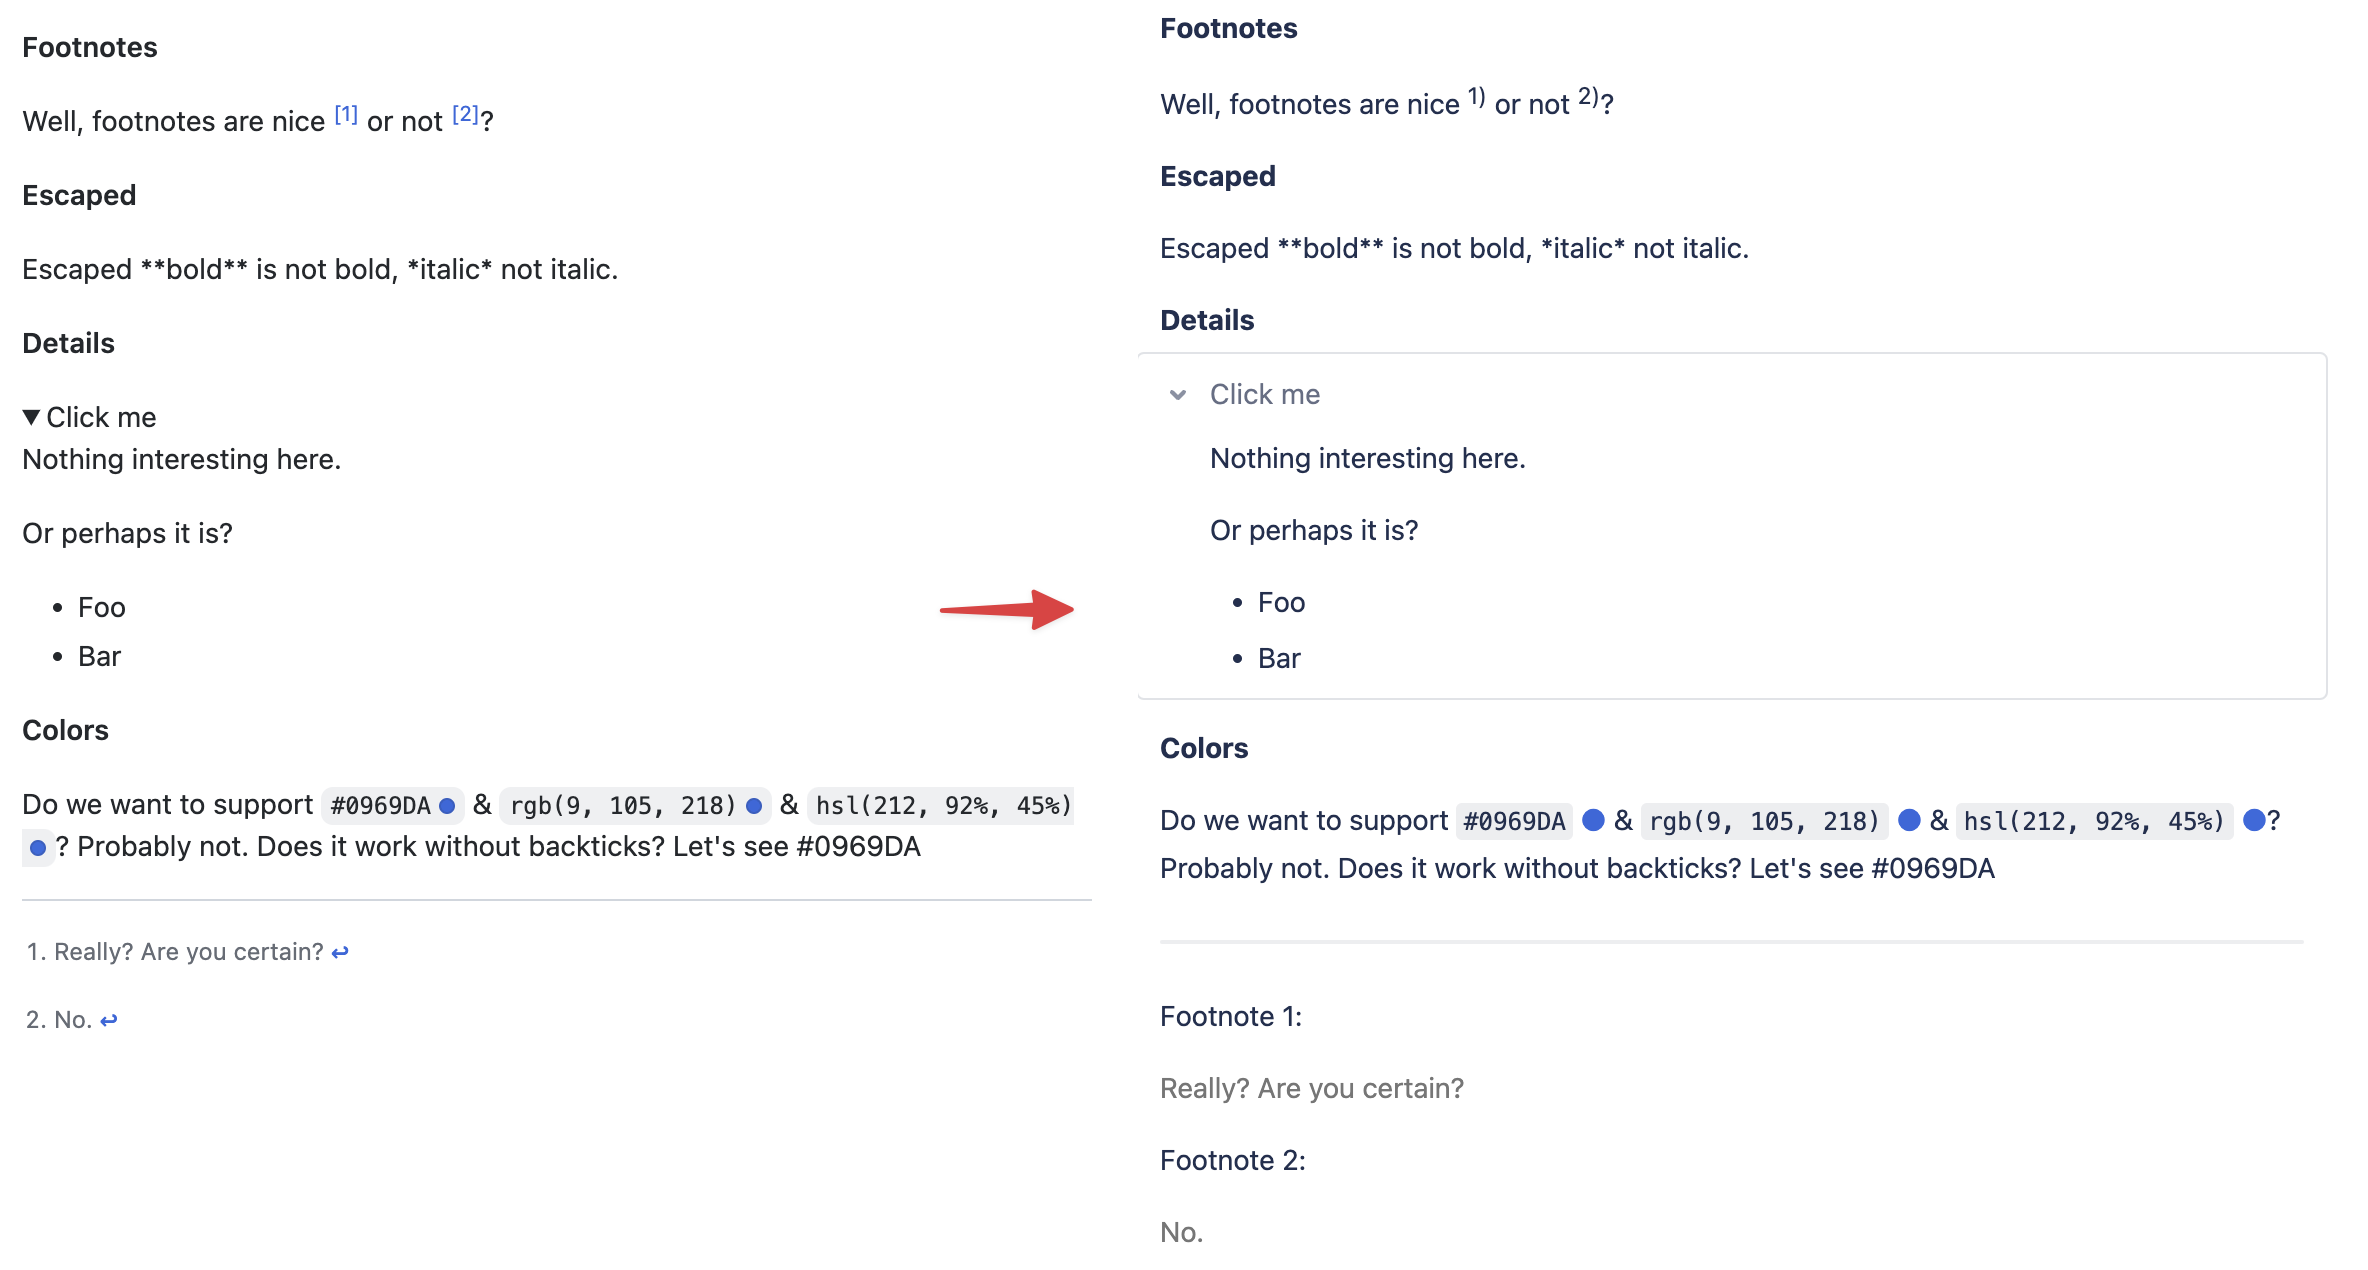 Footnotes
Well, footnotes are nice [1] or not [2]?
Escaped
Escaped **bold** is not bold, *italic* not italic.
Details
▼ Click me
Nothing interesting here.
Or perhaps it is?
• Foo
• Bar
Colors
Do we want to support #0969DA & rgb(9, 105, 218) & hsl(212, 92%, 45%)
? Probably not. Does it work without backticks? Let's see #0969DA
1. Really? Are you certain? ↩
2. No. ↩
Footnotes
Well, footnotes are nice 1) or not 2)?
Escaped
Escaped **bold** is not bold, *italic* not italic.
Details
Click me
Nothing interesting here.
Or perhaps it is?
• Foo
• Bar
Colors
Do we want to support #0969DA & rgb(9, 105, 218) & hsl(212, 92%, 45%) ?
Probably not. Does it work without backticks? Let's see #0969DA
Footnote 1:
Really? Are you certain?
Footnote 2:
No.